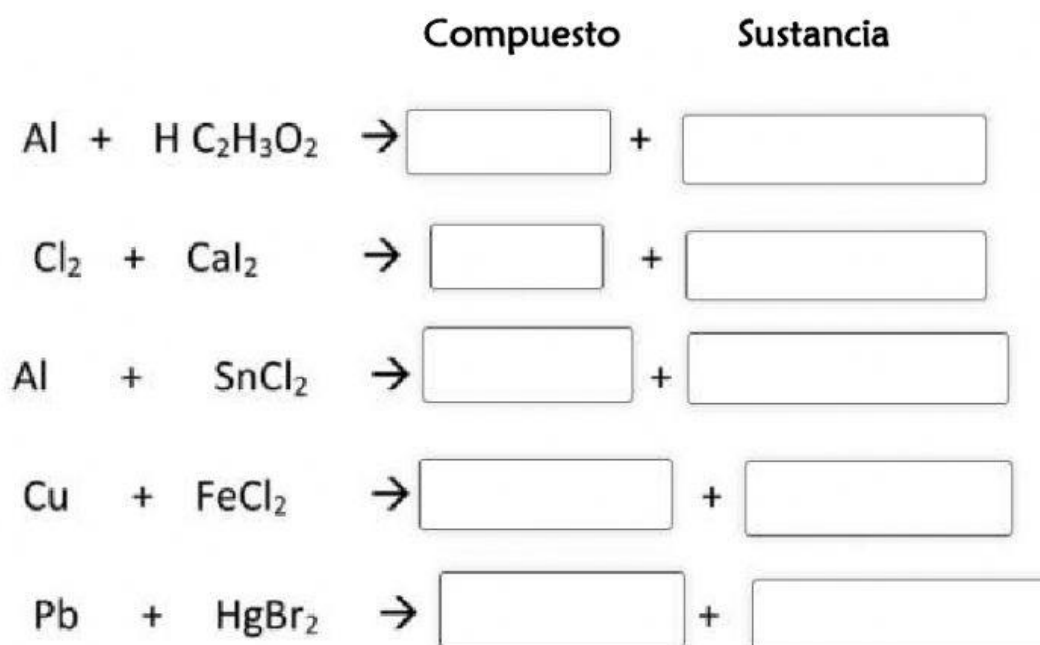 Compuesto Sustancia
Al + H C₂H₃O₂ → +
Cl₂ + CaI₂ → +
Al + SnCl₂ → +
Cu + FeCl₂ → +
Pb + HgBr₂ → +